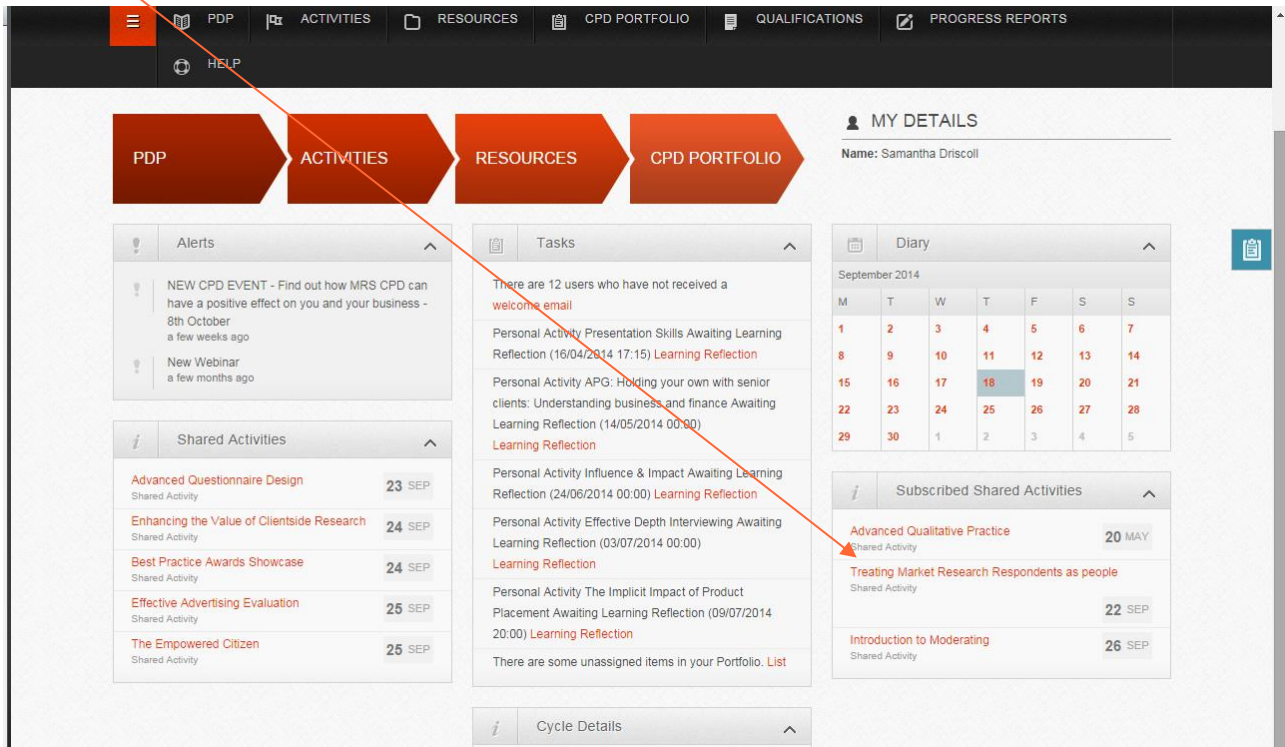 PDP
ACTIVITIES
RESOURCES
CPD PORTFOLIO
QUALIFICATIONS
PROGRESS REPORTS
HELP
PDP
ACTIVITIES
RESOURCES
CPD PORTFOLIO
MY DETAILS
Name: Samantha Driscoll
Alerts
NEW CPD EVENT - Find out how MRS CPD can
have a positive effect on you and your business -
8th October
a few weeks ago
New Webinar
a few months ago
Shared Activities
Advanced Questionnaire Design
Shared Activity
23 SEP
Enhancing the Value of Clientside Research
Shared Activity
24 SEP
Best Practice Awards Showcase
Shared Activity
24 SEP
Effective Advertising Evaluation
Shared Activity
25 SEP
The Empowered Citizen
Shared Activity
25 SEP
Tasks
There are 12 users who have not received a
welcome email
Personal Activity Presentation Skills Awaiting Learning
Reflection (16/04/2014 17:15) Learning Reflection
Personal Activity APG: Holding your own with senior
clients: Understanding business and finance Awaiting
Learning Reflection (14/05/2014 00:00)
Learning Reflection
Personal Activity Influence & Impact Awaiting Learning
Reflection (24/06/2014 00:00) Learning Reflection
Personal Activity Effective Depth Interviewing Awaiting
Learning Reflection (03/07/2014 00:00)
Learning Reflection
Personal Activity The Implicit Impact of Product
Placement Awaiting Learning Reflection (09/07/2014
20:00) Learning Reflection
There are some unassigned items in your Portfolio. List
Cycle Details
Diary
September 2014
M T W T F S S
1 2 3 4 5 6 7
8 9 10 11 12 13 14
15 16 17 18 19 20 21
22 23 24 25 26 27 28
29 30 1 2 3 4 5
Subscribed Shared Activities
Advanced Qualitative Practice
Shared Activity
20 MAY
Treating Market Research Respondents as people
Shared Activity
22 SEP
Introduction to Moderating
Shared Activity
26 SEP